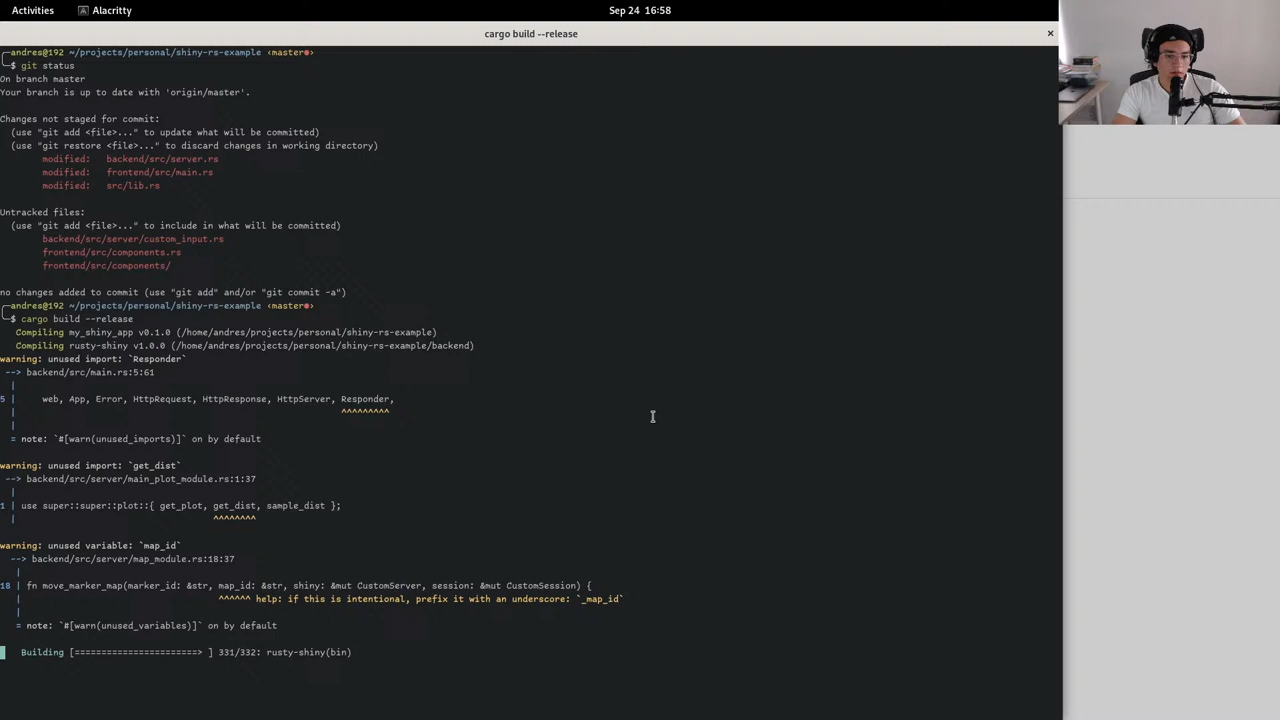 Activities
Alacritty
Sep 24 16:58
cargo build --release
andres@192 ~/projects/personal/shiny-rs-example ‹master●›
$ git status
On branch master
Your branch is up to date with 'origin/master'.
Changes not staged for commit:
(use "git add <file>..." to update what will be committed)
(use "git restore <file>..." to discard changes in working directory)
modified:   backend/src/server.rs
modified:   frontend/src/main.rs
modified:   src/lib.rs
Untracked files:
(use "git add <file>..." to include in what will be committed)
backend/src/server/custom_input.rs
frontend/src/components.rs
frontend/src/components/
no changes added to commit (use "git add" and/or "git commit -a")
andres@192 ~/projects/personal/shiny-rs-example ‹master●›
$ cargo build --release
Compiling my_shiny_app v0.1.0 (/home/andres/projects/personal/shiny-rs-example)
Compiling rusty-shiny v1.0.0 (/home/andres/projects/personal/shiny-rs-example/backend)
warning: unused import: `Responder`
--> backend/src/main.rs:5:61
|
5 |     web, App, Error, HttpRequest, HttpResponse, HttpServer, Responder,
|                                                             ^^^^^^^^^
|
= note: `#[warn(unused_imports)]` on by default
warning: unused import: `get_dist`
--> backend/src/server/main_plot_module.rs:1:37
|
1 | use super::super::plot::{ get_plot, get_dist, sample_dist };
|                                     ^^^^^^^^
warning: unused variable: `map_id`
--> backend/src/server/map_module.rs:18:37
|
18 | fn move_marker_map(marker_id: &str, map_id: &str, shiny: &mut CustomServer, session: &mut CustomSession) {
|                                     ^^^^^^ help: if this is intentional, prefix it with an underscore: `_map_id`
|
= note: `#[warn(unused_variables)]` on by default
Building [=======================> ] 331/332: rusty-shiny(bin)